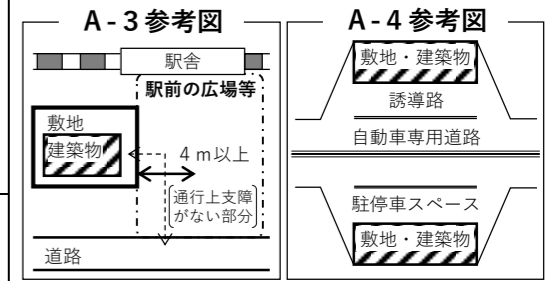 A-3参考図
駅舎
駅前の広場等
敷地
建築物
4m以上
通行上支障
がない部分
道路
A-4参考図
敷地・建築物
誘導路
自動車専用道路
駐停車スペース
敷地・建築物